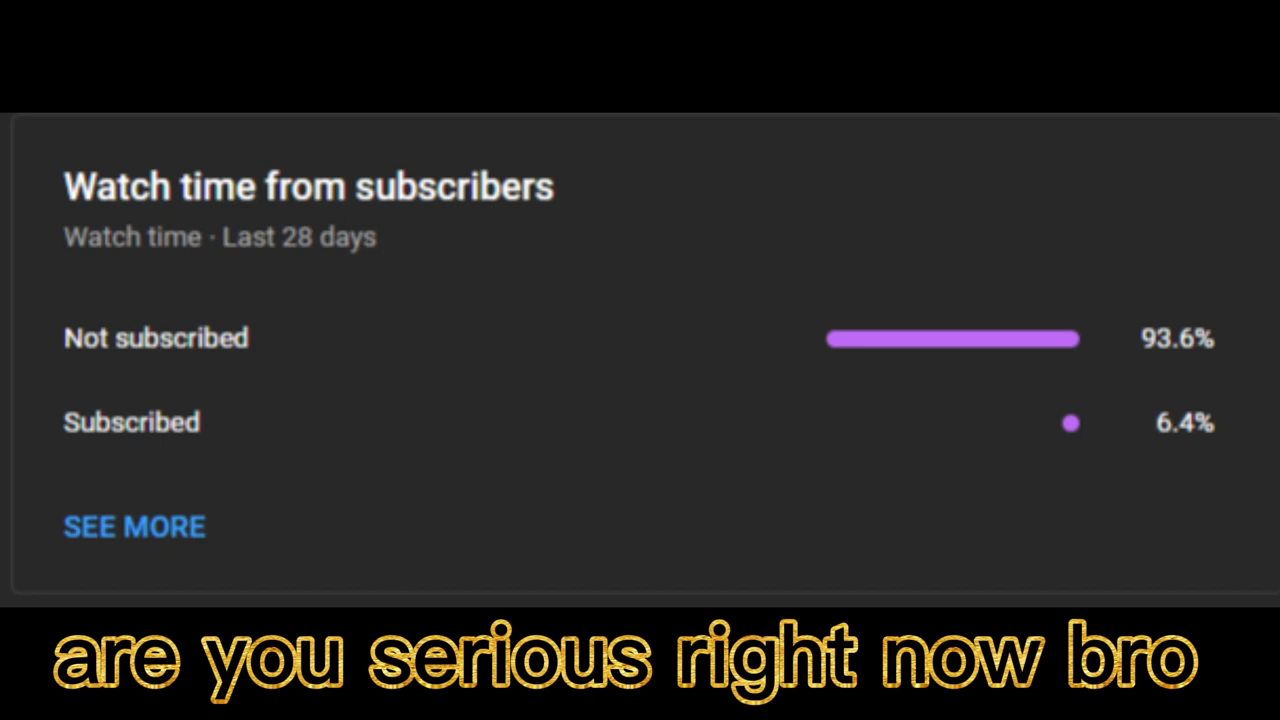 Watch time from subscribers
Watch time · Last 28 days
Not subscribed 93.6%
Subscribed 6.4%
SEE MORE
are you serious right now bro